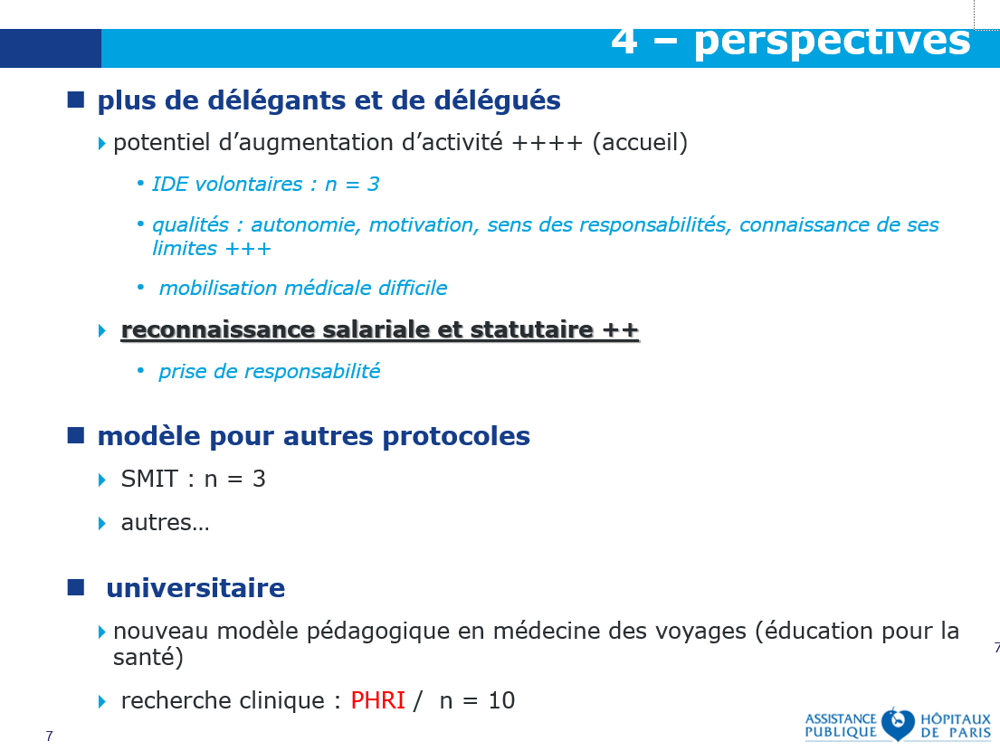 4 – perspectives
plus de délégants et de délégués
potentiel d’augmentation d’activité ++++ (accueil)
• IDE volontaires : n = 3
• qualités : autonomie, motivation, sens des responsabilités, connaissance de ses
limites +++
• mobilisation médicale difficile
reconnaissance salariale et statutaire ++
• prise de responsabilité
modèle pour autres protocoles
SMIT : n = 3
autres…
universitaire
nouveau modèle pédagogique en médecine des voyages (éducation pour la
santé)
7
recherche clinique : PHRI / n = 10
ASSISTANCE PUBLIQUE HÔPITAUX DE PARIS
7